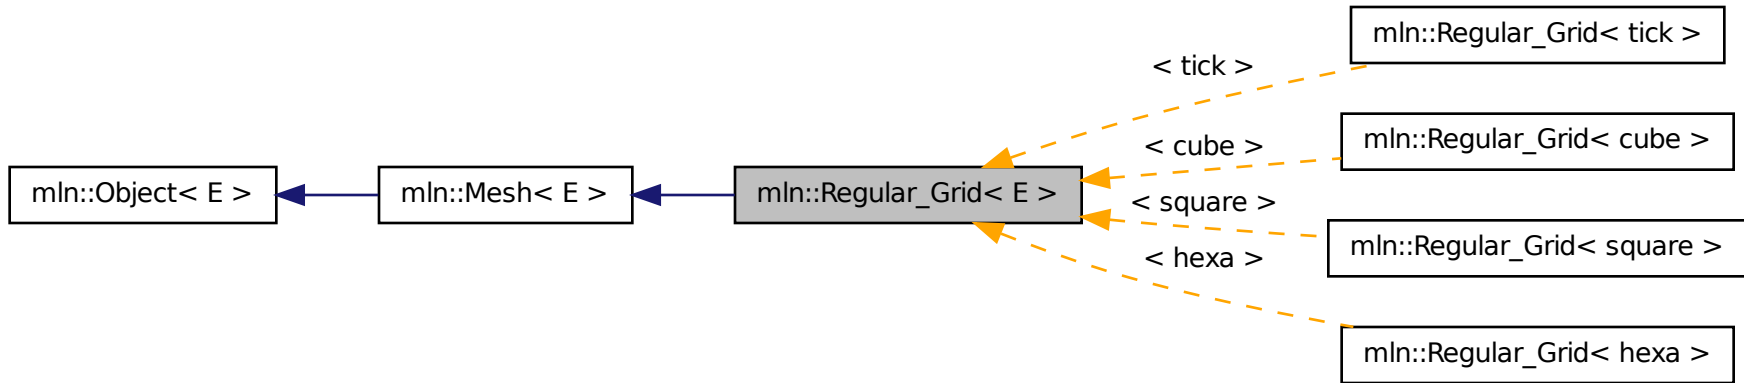 mln::Object< E >
mln::Mesh< E >
mln::Regular_Grid< E >
< tick >
< cube >
< square >
< hexa >
mln::Regular_Grid< tick >
mln::Regular_Grid< cube >
mln::Regular_Grid< square >
mln::Regular_Grid< hexa >